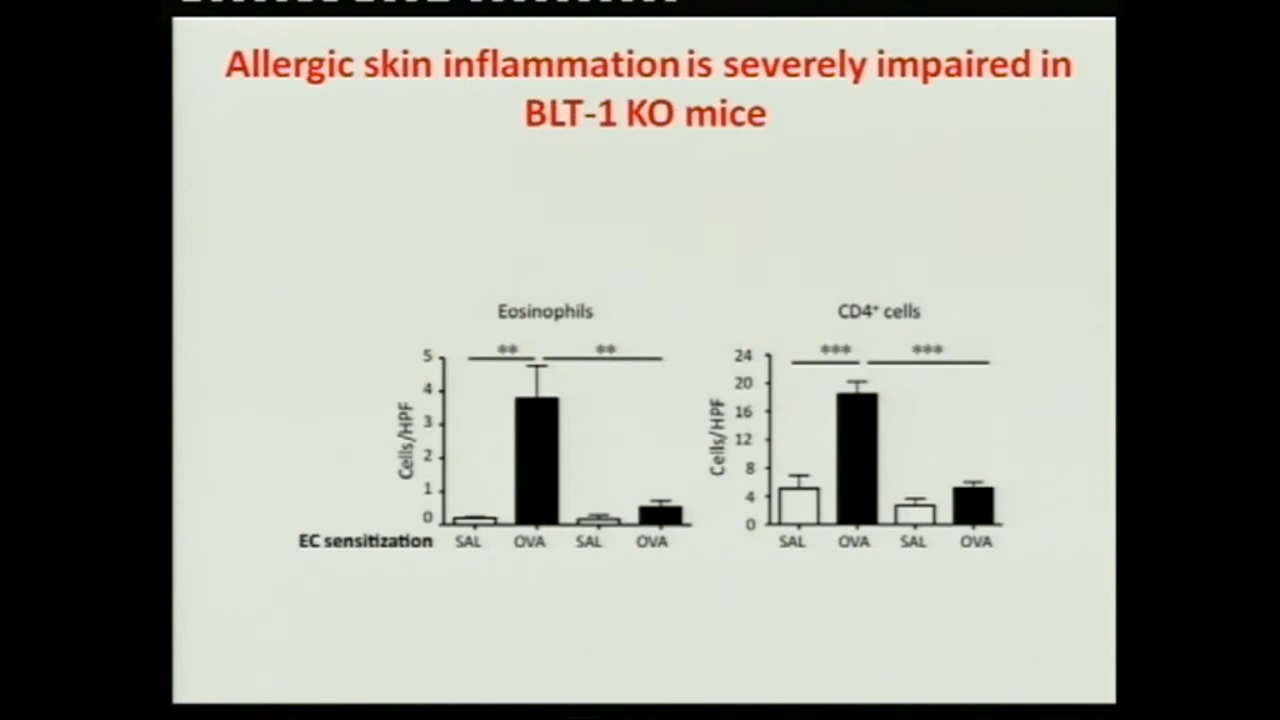 Allergic skin inflammation is severely impaired in
BLT-1 KO mice
Eosinophils
** **
5
4
3
2
1
0
Cells/HPF
EC sensitization SAL OVA SAL OVA
CD4⁺ cells
*** ***
24
20
16
12
8
4
0
Cells/HPF
SAL OVA SAL OVA